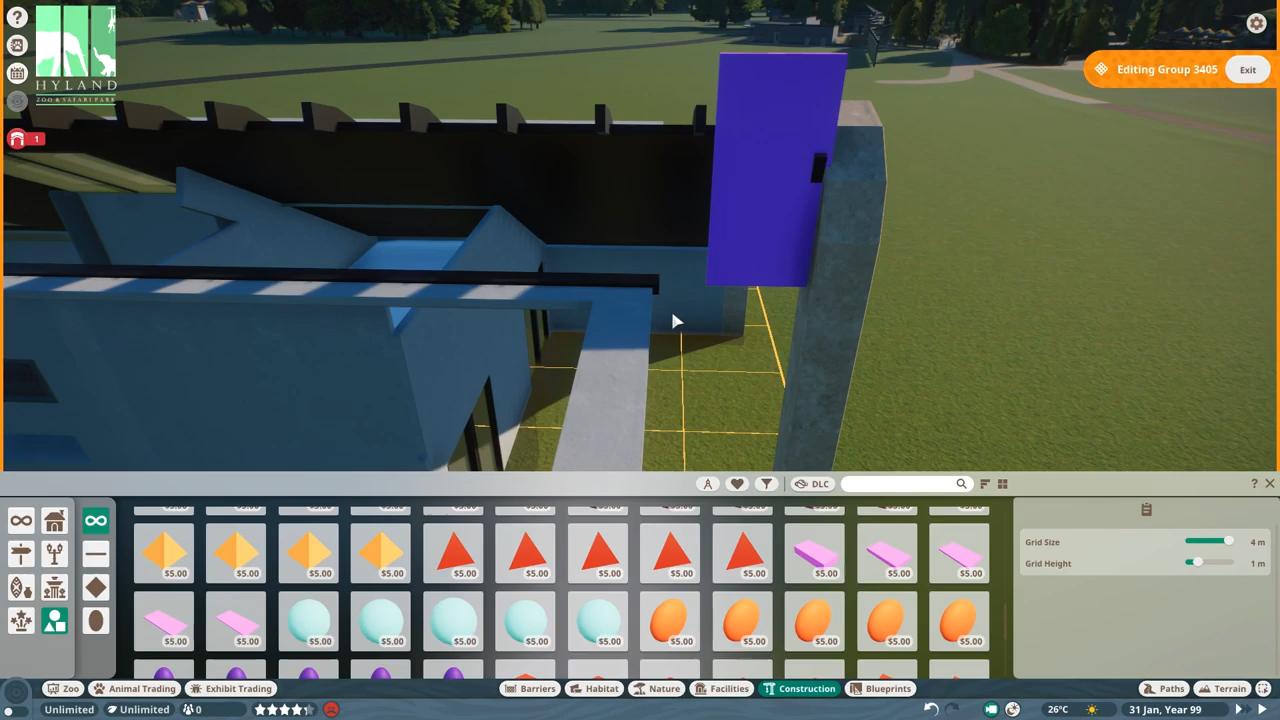 HYLAND
ZOO & SAFARI PARK
Editing Group 3405
Exit
1
DLC
Grid Size
4 m
Grid Height
1 m
$5.00 $5.00 $5.00 $5.00 $5.00 $5.00 $5.00 $5.00 $5.00 $5.00 $5.00 $5.00
$5.00 $5.00 $5.00 $5.00 $5.00 $5.00 $5.00 $5.00 $5.00 $5.00 $5.00 $5.00
Zoo Animal Trading Exhibit Trading Barriers Habitat Nature Facilities Construction Blueprints Paths Terrain
Unlimited Unlimited 0 26°C 31 Jan, Year 99